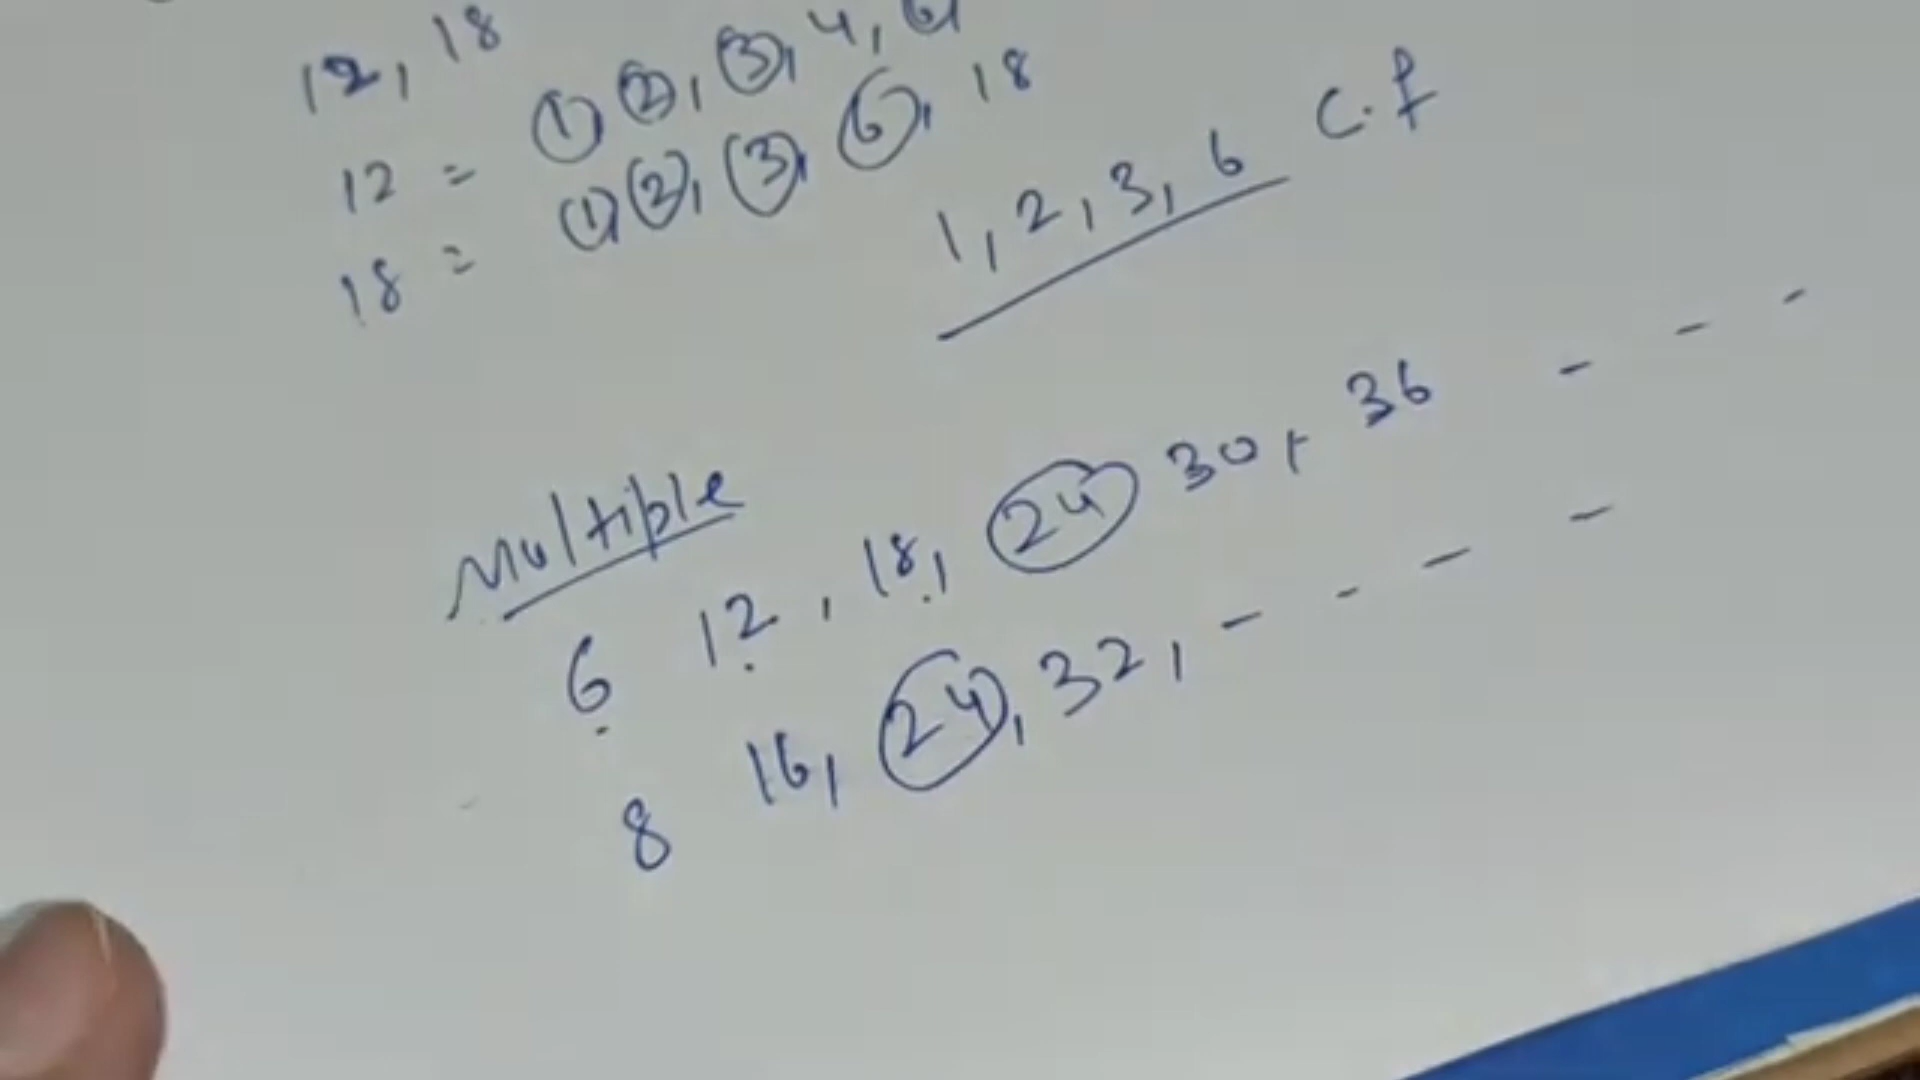 12, 18
12 = 1, 2, 3, 4, 6
18 = 1, 2, 3, 6, 18
1, 2, 3, 6 C.f
Multiple
6 12, 18, 24 30, 36 - - -
8 16, 24, 32, - - - -